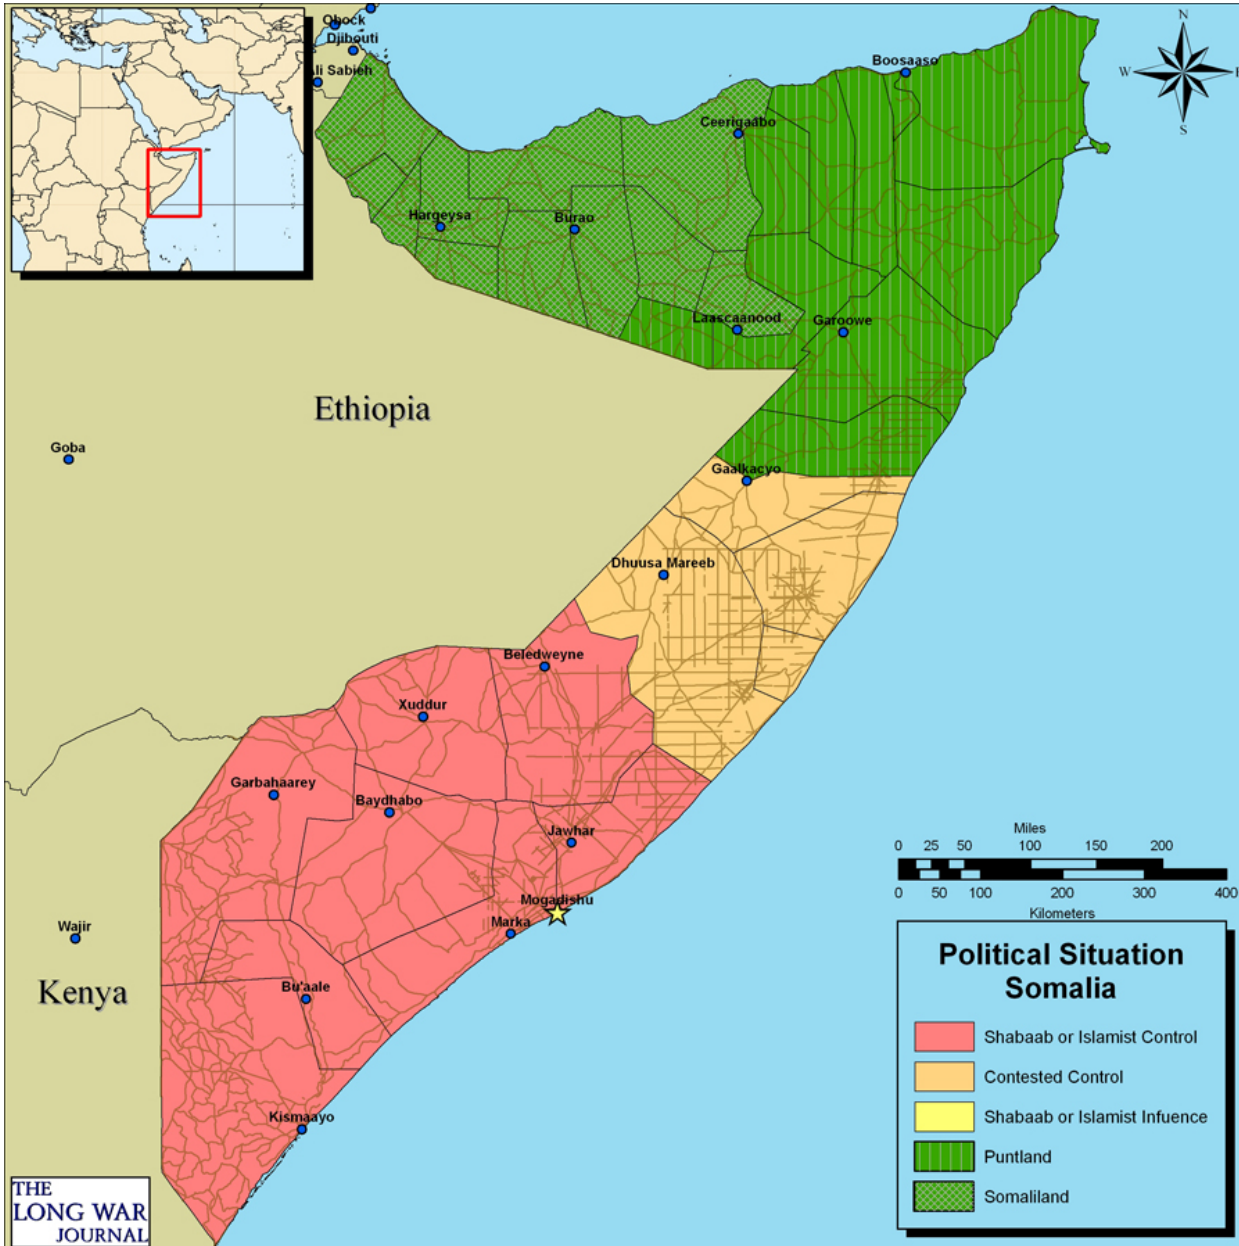 Obock
Djibouti
Ali Sabieh
Boosaaso
N
W
E
S
Ceerigaabo
Hargeysa
Burao
Laascaanood
Garoowe
Ethiopia
Goba
Gaalkacyo
Dhuusa Mareeb
Beledweyne
Xuddur
Garbahaarey
Baydhabo
Jawhar
Mogadishu
Marka
Wajir
Kenya
Bu'aale
Kismaayo
Miles
0 25 50 100 150 200
0 50 100 200 300 400
Kilometers
Political Situation
Somalia
Shabaab or Islamist Control
Contested Control
Shabaab or Islamist Infuence
Puntland
Somaliland
THE
LONG WAR
JOURNAL